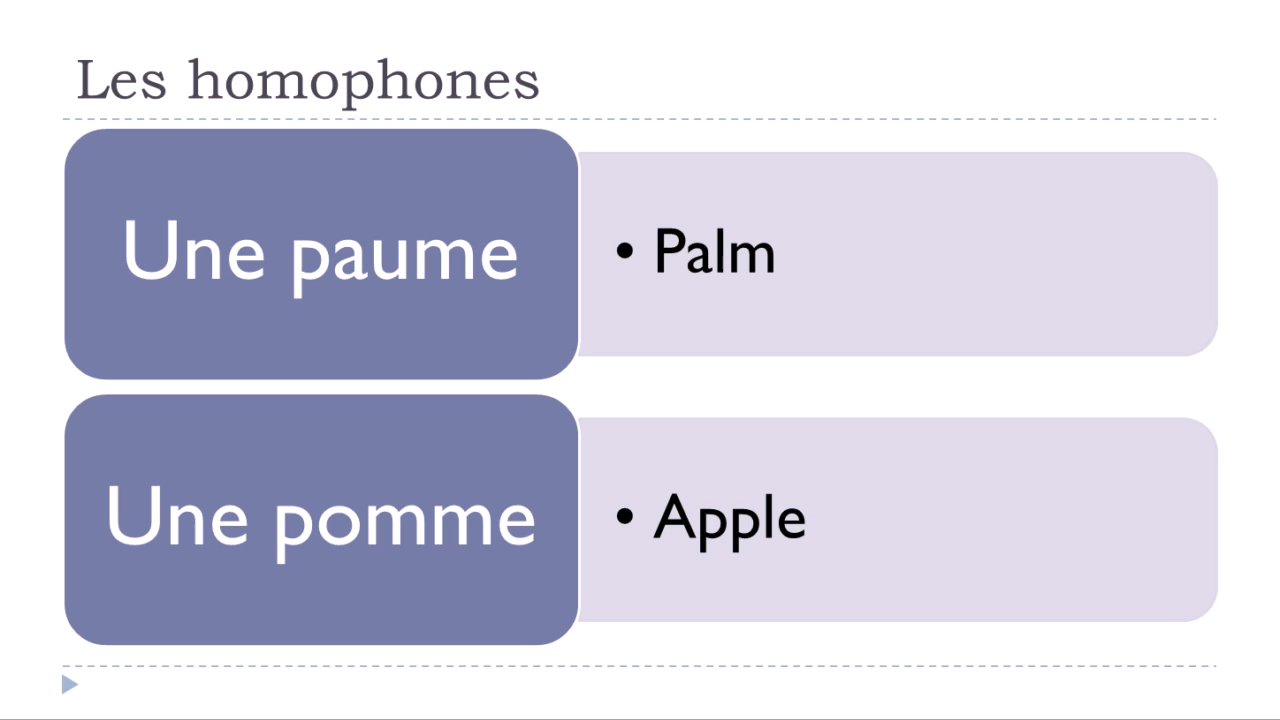 Les homophones
Une paume
• Palm
Une pomme
• Apple